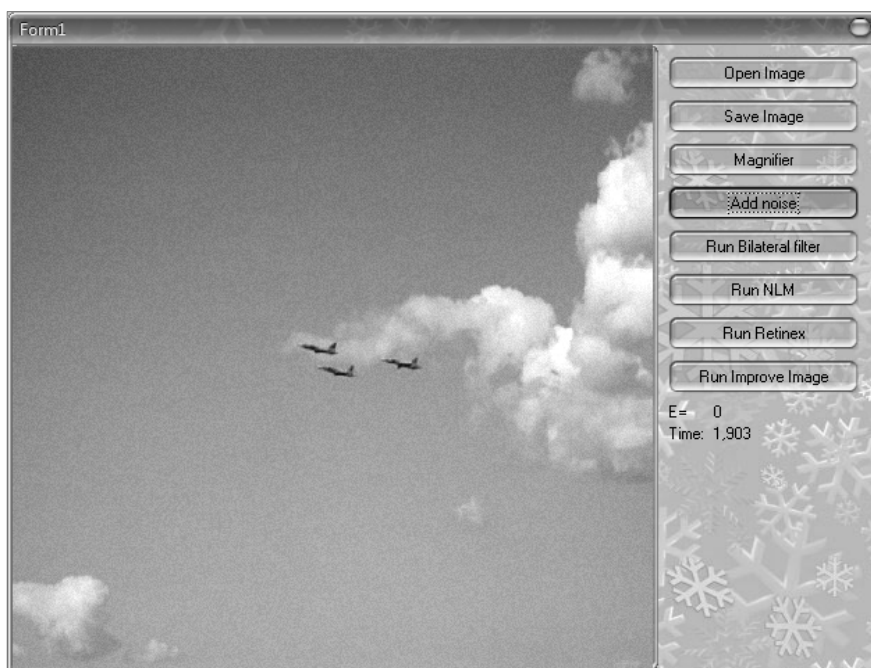 Form1
Open Image
Save Image
Magnifier
Add noise
Run Bilateral filter
Run NLM
Run Retinex
Run Improve Image
E= 0
Time: 1,903